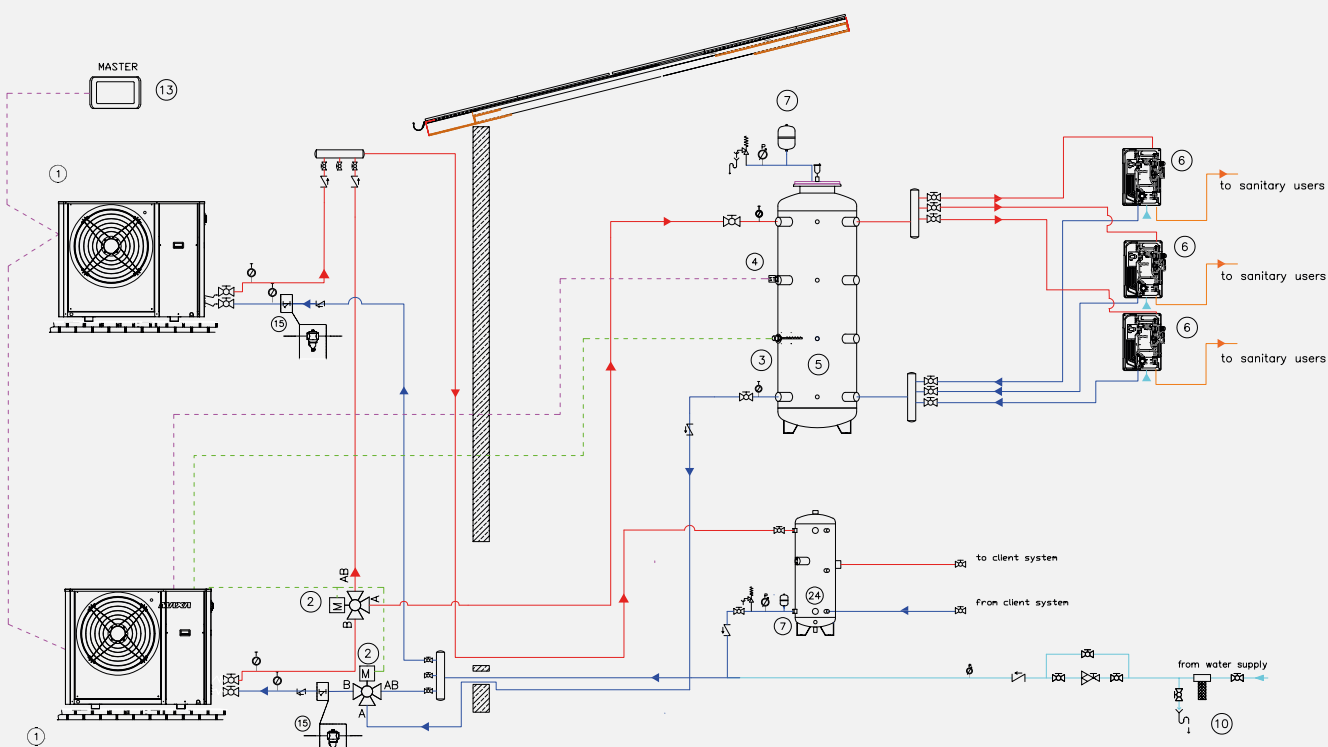 MASTER
13
1
7
6
to sanitary users
4
6
to sanitary users
15
3
5
6
to sanitary users
to client system
AB
2
M
A
B
24
from client system
7
2
M
B
AB
A
from water supply
15
10
1